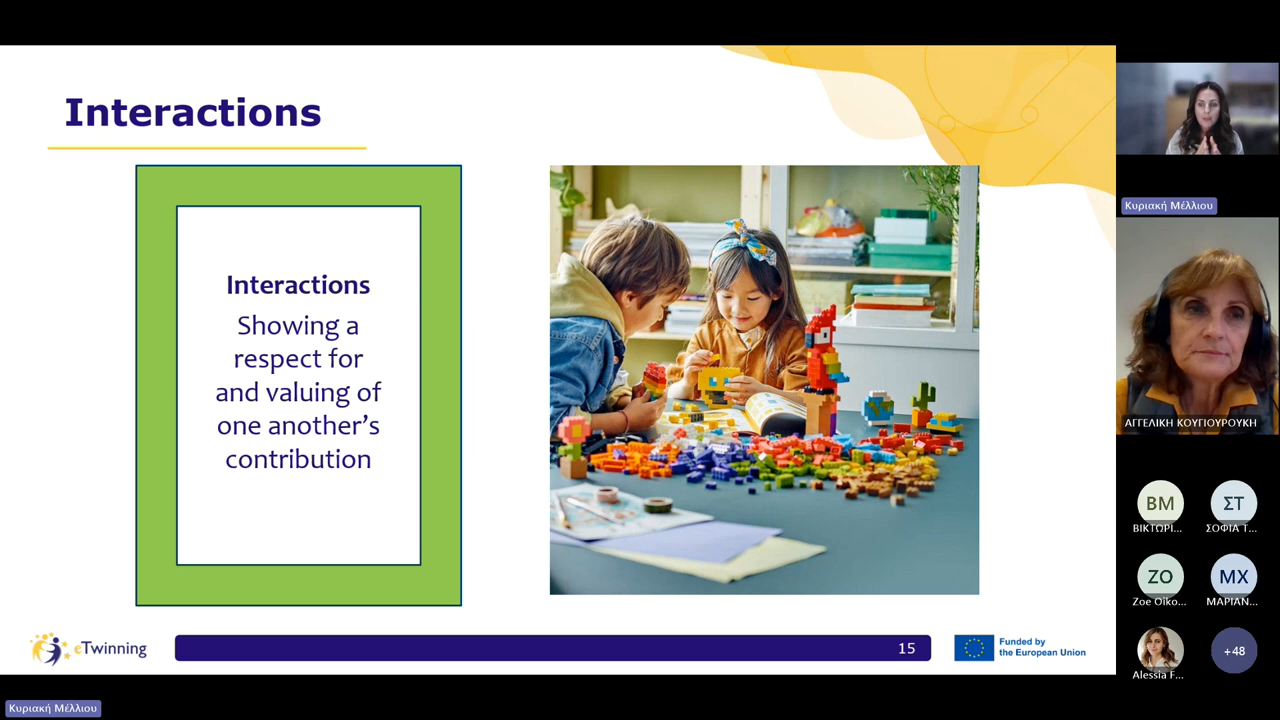 Interactions
Interactions
Showing a
respect for
and valuing of
one another’s
contribution
eTwinning
15
Funded by
the European Union
Κυριακή Μέλλιου
ΑΓΓΕΛΙΚΗ ΚΟΥΓΙΟΥΡΟΥΚΗ
ΒΜ
ΣΤ
ΒΙΚΤΩΡΙ...
ΣΟΦΙΑ Τ...
ZO
ΜΧ
Zoe Oiko...
ΜΑΡΙΑΝ...
Alessia F...
+48
Κυριακή Μέλλιου